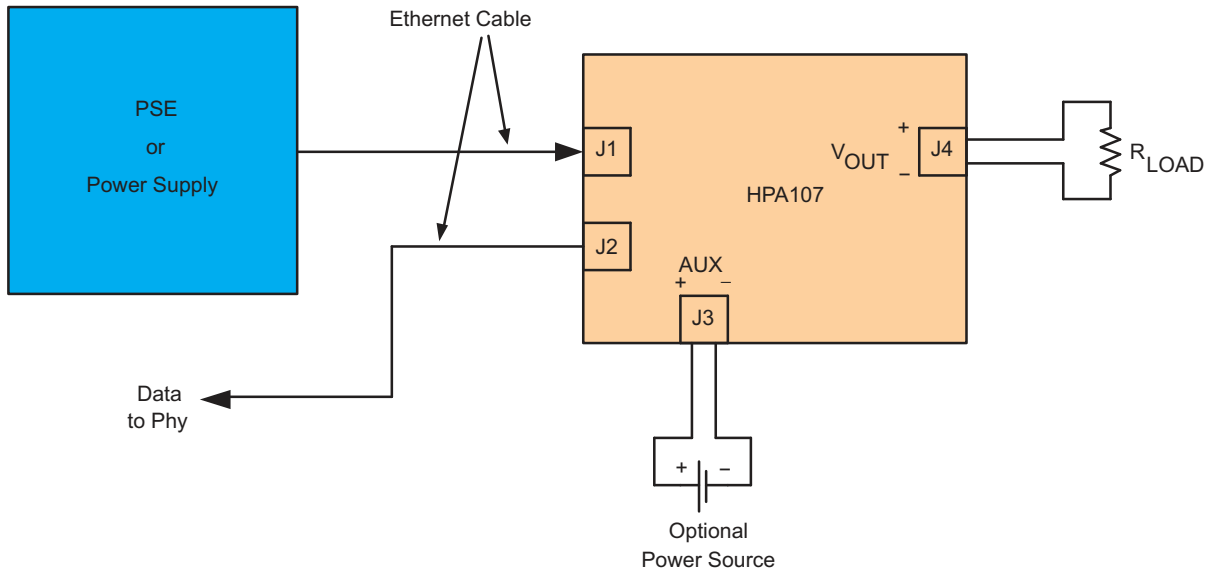 Ethernet Cable
PSE
or
Power Supply
J1
J2
HPA107
VOUT
+
−
J4
RLOAD
AUX
+ −
J3
Data
to Phy
+ −
Optional
Power Source